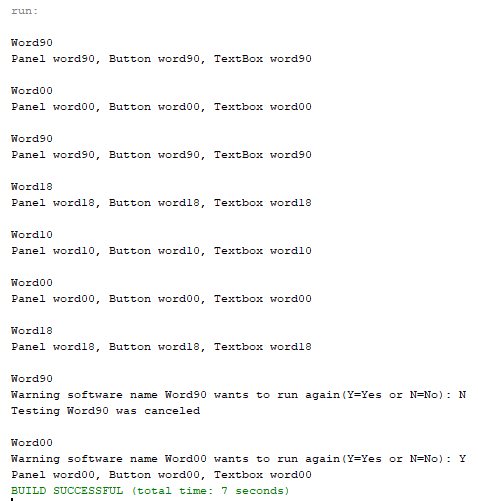 run:
Word90
Panel word90, Button word90, TextBox word90
Word00
Panel word00, Button word00, Textbox word00
Word90
Panel word90, Button word90, TextBox word90
Word18
Panel word18, Button word18, Textbox word18
Word10
Panel word10, Button word10, Textbox word10
Word00
Panel word00, Button word00, Textbox word00
Word18
Panel word18, Button word18, Textbox word18
Word90
Warning software name Word90 wants to run again(Y=Yes or N=No): N
Testing Word90 was canceled
Word00
Warning software name Word00 wants to run again(Y=Yes or N=No): Y
Panel word00, Button word00, Textbox word00
BUILD SUCCESSFUL (total time: 7 seconds)